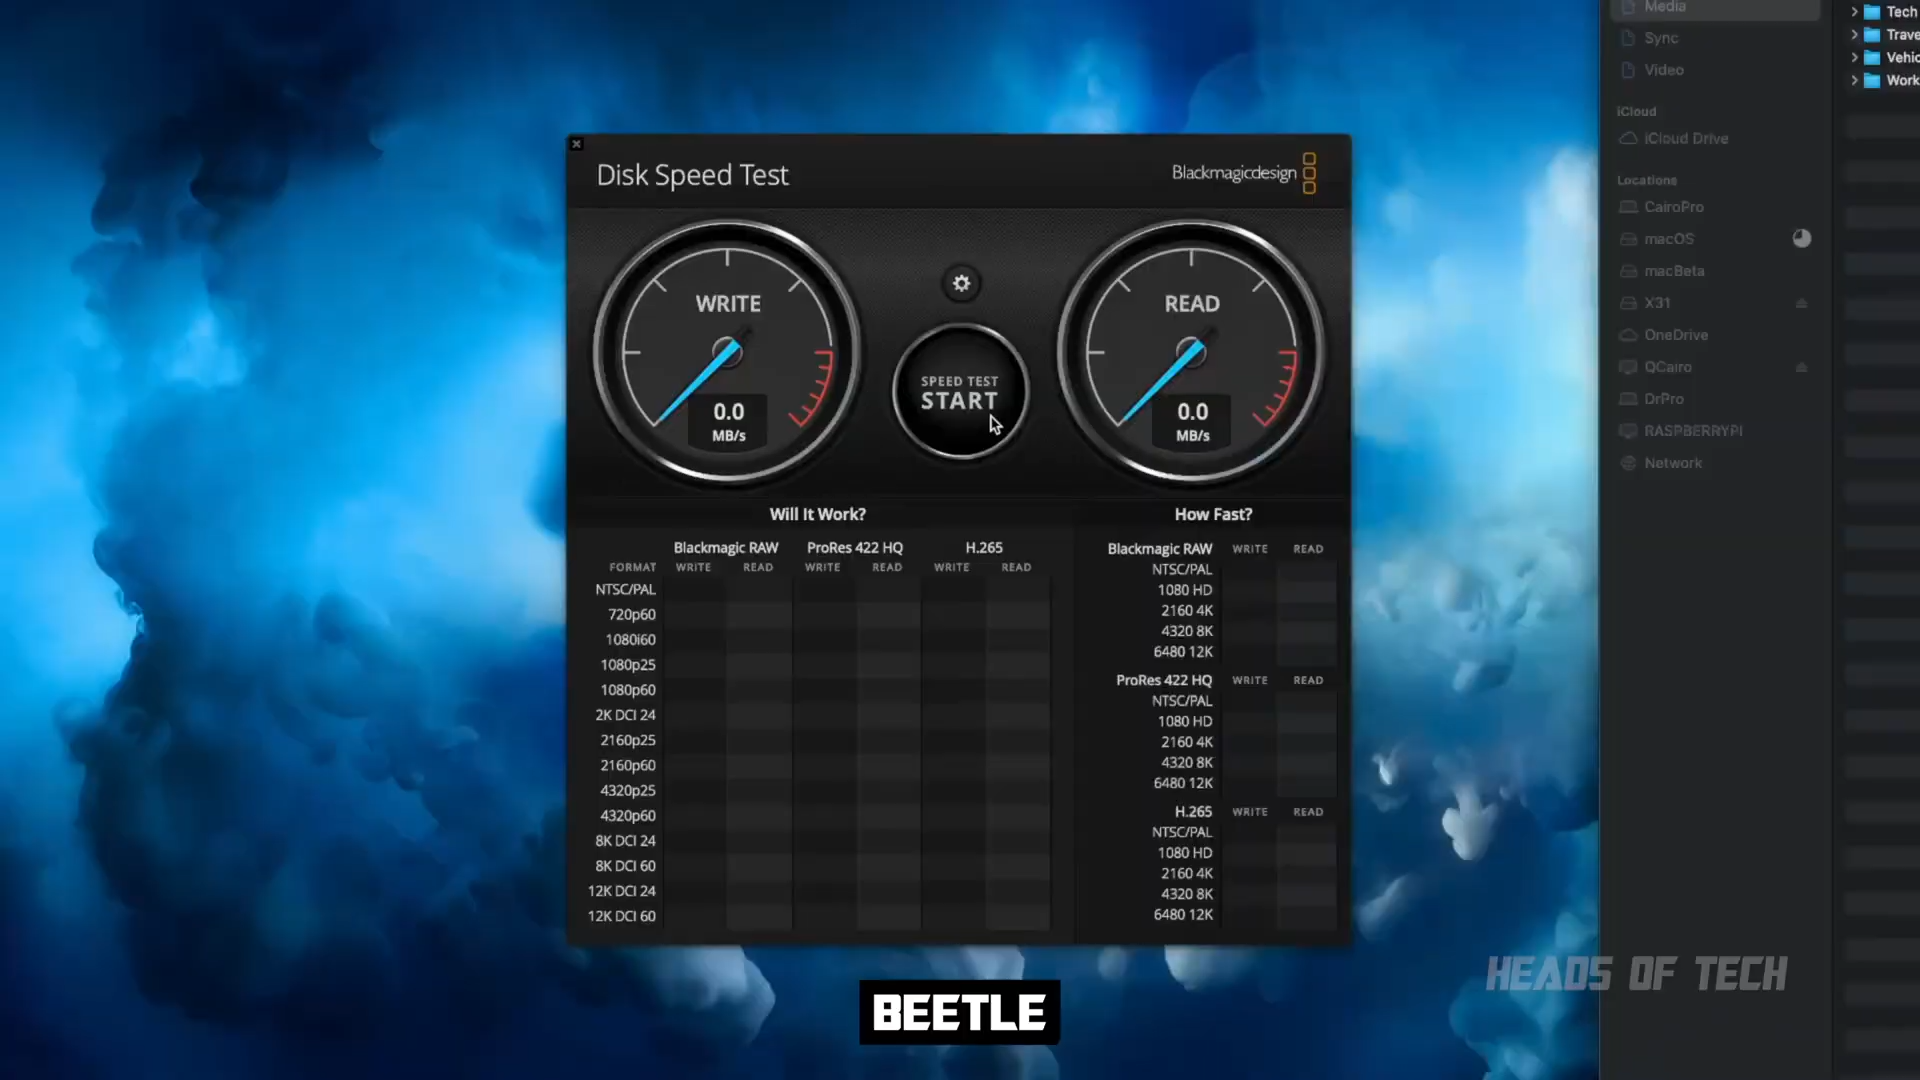 Disk Speed Test
Blackmagicdesign
WRITE
0.0
MB/s
SPEED TEST
START
READ
0.0
MB/s
Will It Work?
Blackmagic RAW ProRes 422 HQ H.265
FORMAT WRITE READ WRITE READ WRITE READ
NTSC/PAL
720p60
1080i60
1080p25
1080p60
2K DCI 24
2160p25
2160p60
4320p25
4320p60
8K DCI 24
8K DCI 60
12K DCI 24
12K DCI 60
How Fast?
Blackmagic RAW WRITE READ
NTSC/PAL
1080 HD
2160 4K
4320 8K
6480 12K
ProRes 422 HQ WRITE READ
NTSC/PAL
1080 HD
2160 4K
4320 8K
6480 12K
H.265 WRITE READ
NTSC/PAL
1080 HD
2160 4K
4320 8K
6480 12K
Media
Sync
Video
iCloud
iCloud Drive
Locations
CairoPro
macOS
macBeta
X31
OneDrive
QCairo
DrPro
RASPBERRYPI
Network
Tech
Trave
Vehic
Work
HEADS OF TECH
BEETLE